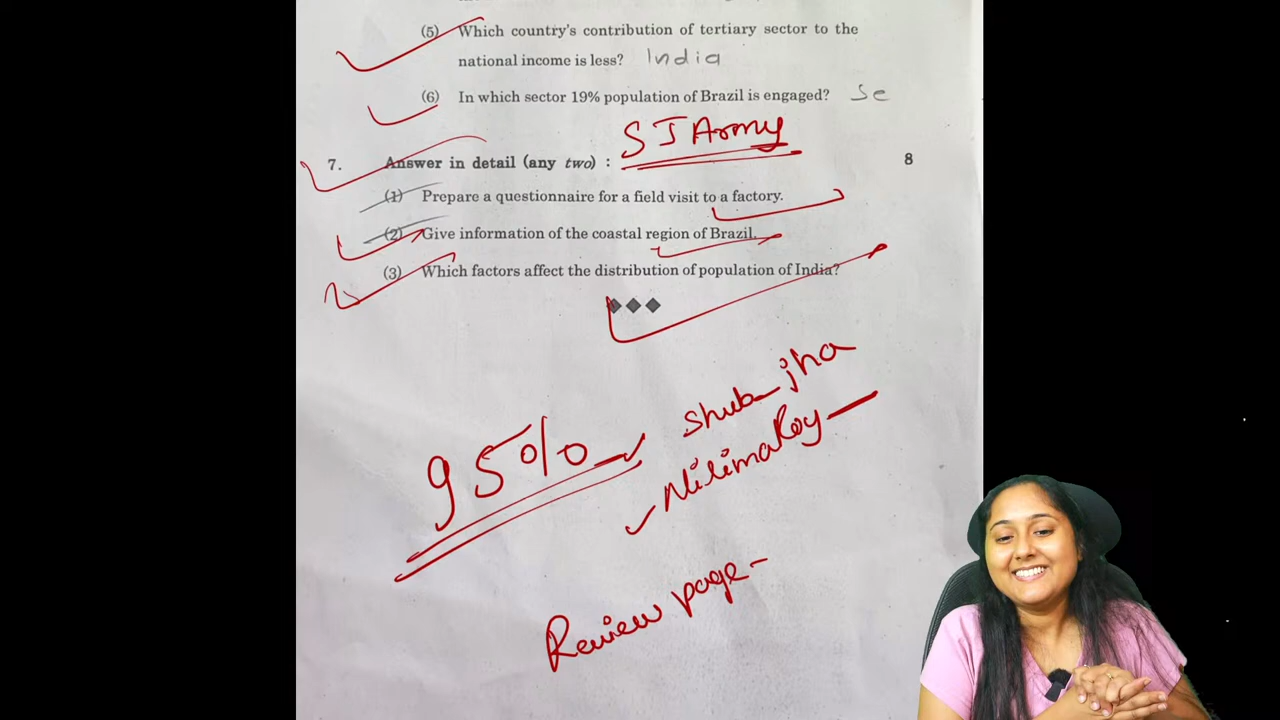 (5) Which country's contribution of tertiary sector to the
national income is less? India
(6) In which sector 19% population of Brazil is engaged? Se
SJ Army
7. Answer in detail (any two) : 8
(1) Prepare a questionnaire for a field visit to a factory.
(2) Give information of the coastal region of Brazil.
(3) Which factors affect the distribution of population of India?
Shub jha
95%
Nilima Roy
Review page-